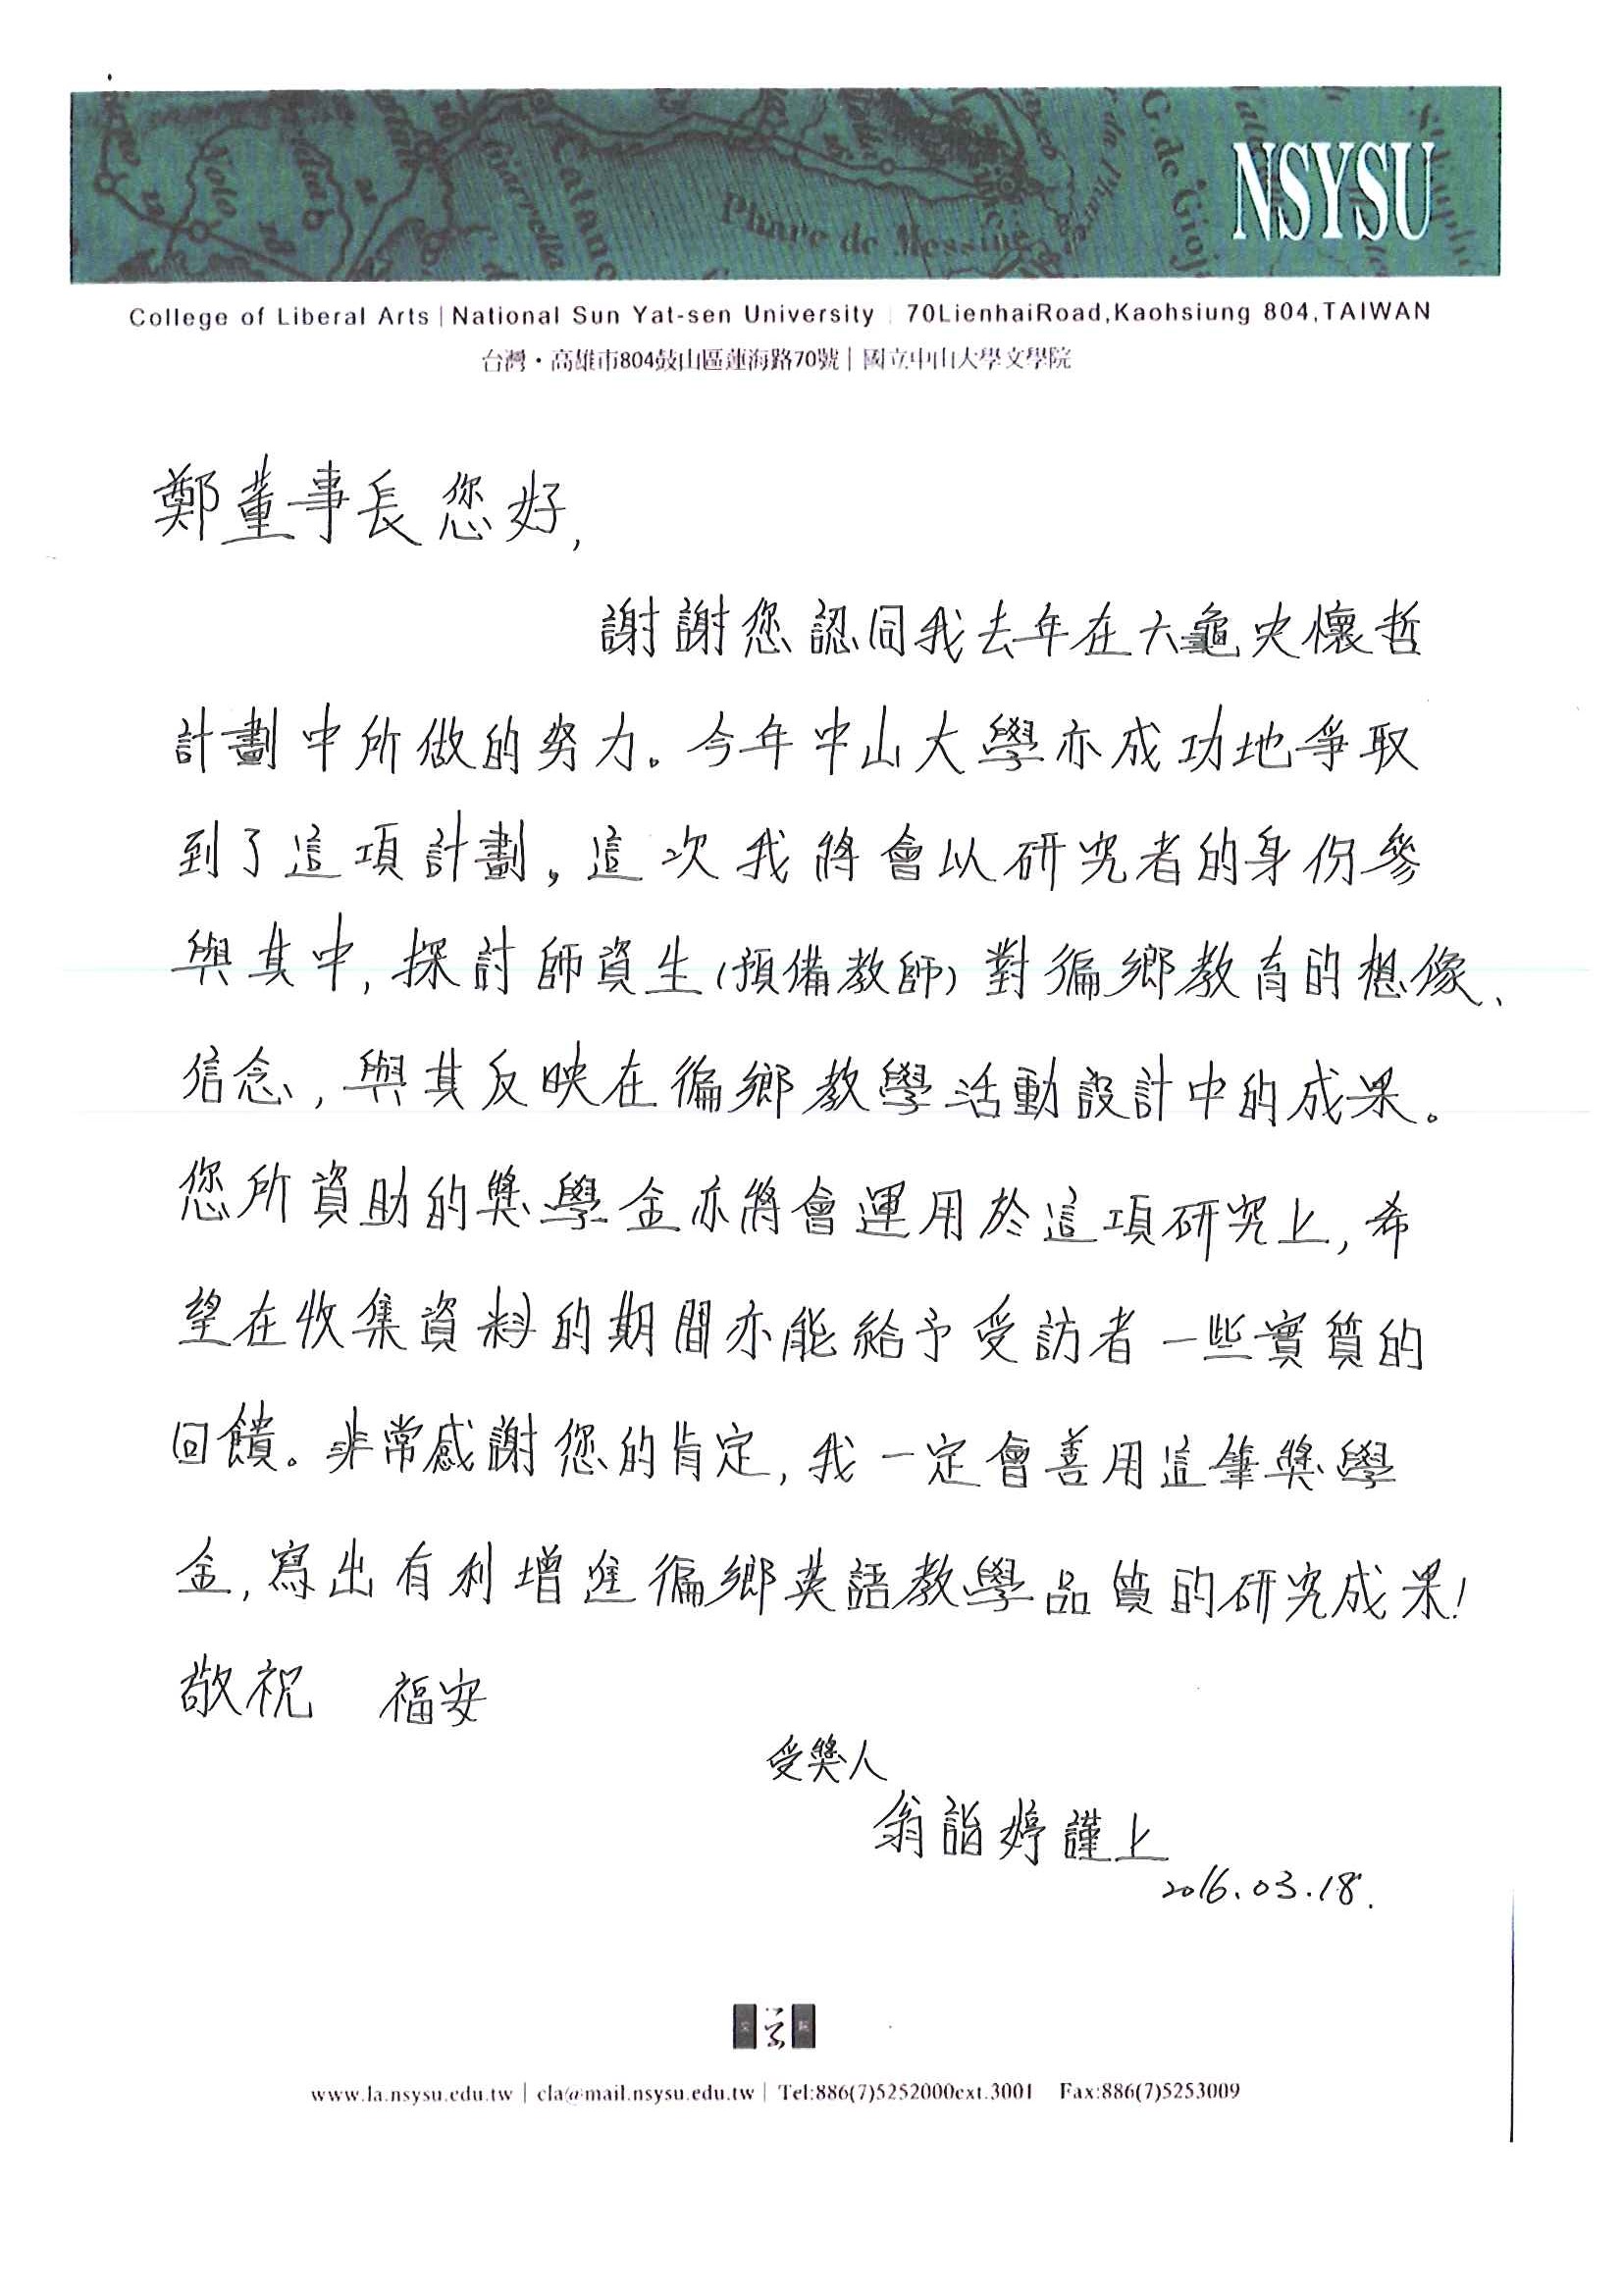 NSYSU
Phare de Messine
G. de Gioj
College of Liberal Arts | National Sun Yat-sen University | 70LienhaiRoad,Kaohsiung 804,TAIWAN
台灣・高雄市804鼓山區蓮海路70號 | 國立中山大學文學院
鄭董事長您好,
謝謝您認同我去年在六龜史懷哲
計劃中所做的努力。今年中山大學亦成功地爭取
到了這項計劃,這次我將會以研究者的身份參
與其中,探討師資生(預備教師)對偏鄉教育的想像、
信念,與其反映在偏鄉教學活動設計中的成果。
您所資助的獎學金亦將會運用於這項研究上,希
望在收集資料的期間亦能給予受訪者一些實質的
回饋。非常感謝您的肯定,我一定會善用這筆獎學
金,寫出有利增進偏鄉英語教學品質的研究成果!
敬祝 福安
受獎人
翁詣婷謹上
2016.03.18.
文 學 院
www.la.nsysu.edu.tw | cla@mail.nsysu.edu.tw | Tel:886(7)5252000ext.3001 Fax:886(7)5253009